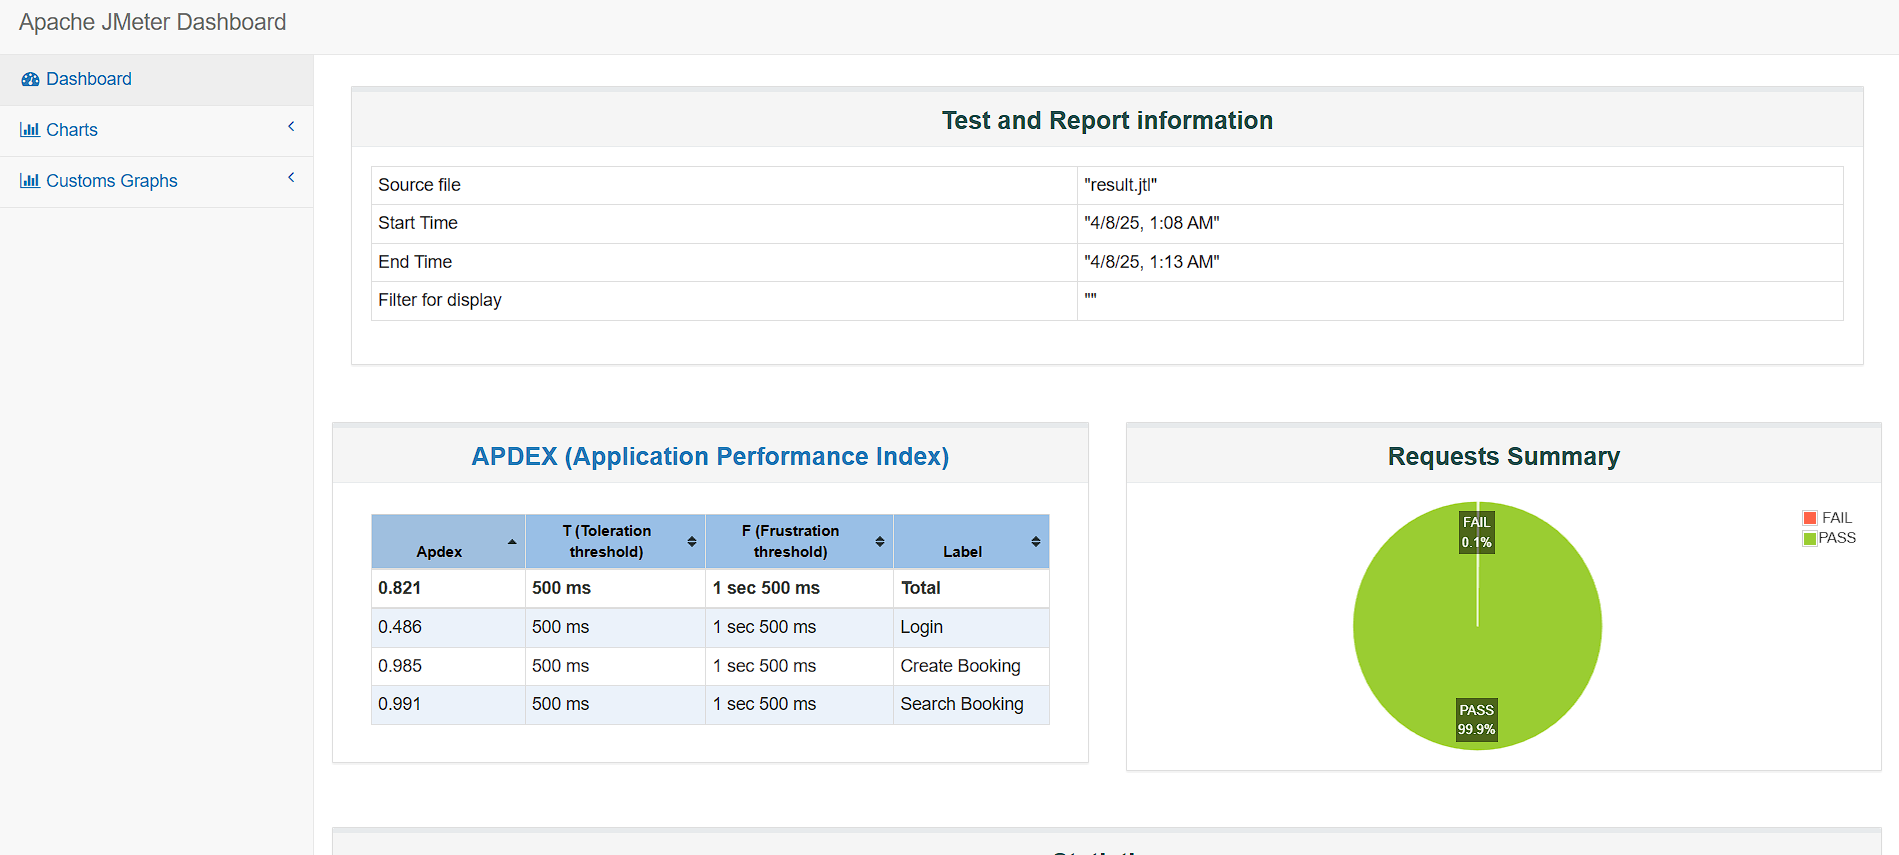 Apache JMeter Dashboard
Dashboard
Charts
Customs Graphs
Test and Report information
Source file "result.jtl"
Start Time "4/8/25, 1:08 AM"
End Time "4/8/25, 1:13 AM"
Filter for display ""
APDEX (Application Performance Index)
Apdex T (Toleration threshold) F (Frustration threshold) Label
0.821 500 ms 1 sec 500 ms Total
0.486 500 ms 1 sec 500 ms Login
0.985 500 ms 1 sec 500 ms Create Booking
0.991 500 ms 1 sec 500 ms Search Booking
Requests Summary
FAIL
0.1%
PASS
99.9%
FAIL
PASS